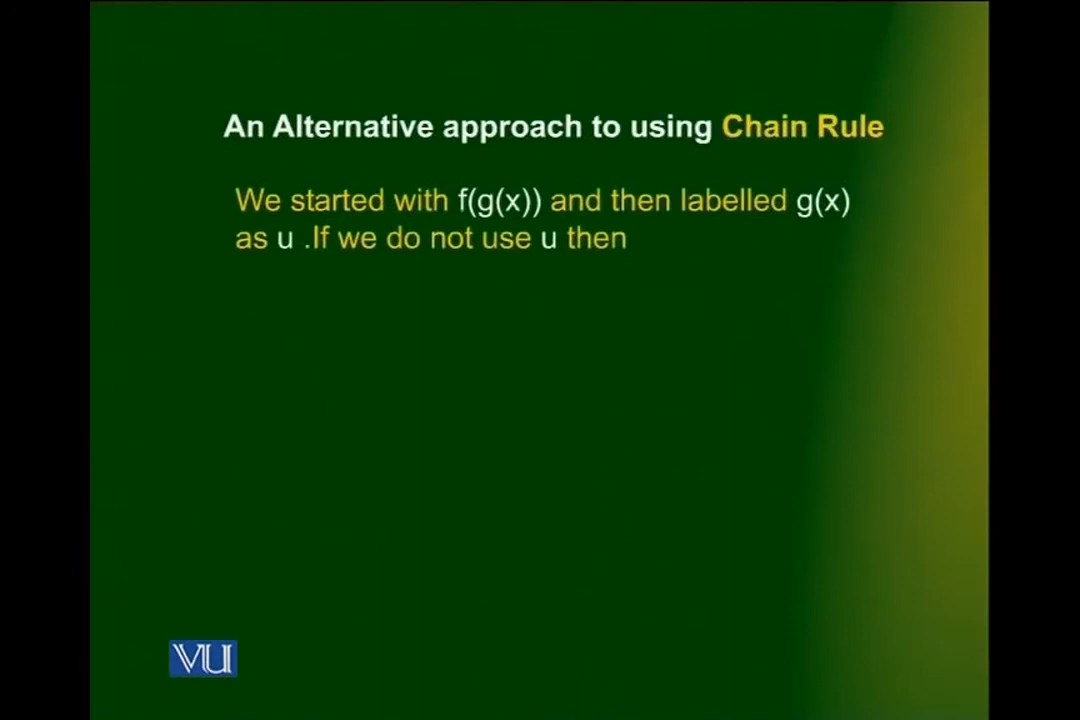 An Alternative approach to using Chain Rule
We started with f(g(x)) and then labelled g(x)
as u .If we do not use u then
VU